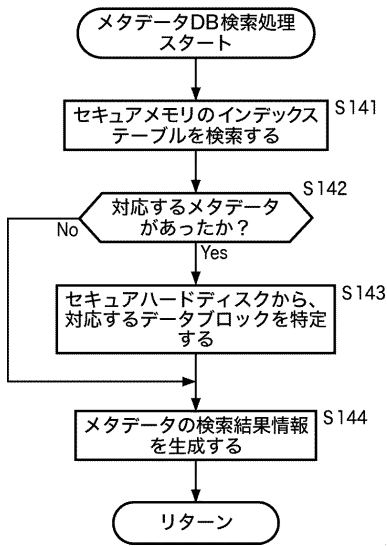 メタデータDB検索処理
スタート
S141
セキュアメモリのインデックス
テーブルを検索する
S142
対応するメタデータ
があったか？
No
Yes
S143
セキュアハードディスクから、
対応するデータブロックを特定
する
S144
メタデータの検索結果情報
を生成する
リターン